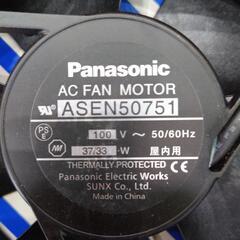 Panasonic
AC FAN MOTOR
ASEN50751
PS
E
100 V ~ 50/60Hz
37/33 W 屋内用
THERMALLY PROTECTED
Panasonic Electric Works
SUNX Co., Ltd.
Made in China